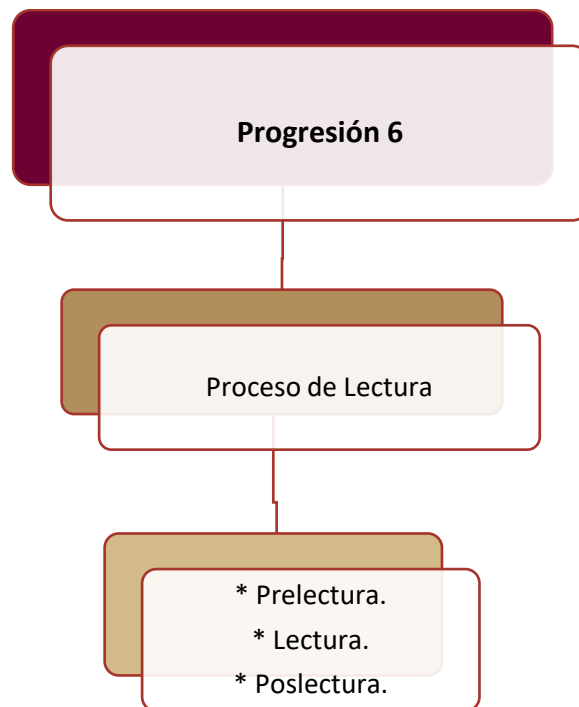 Progresión 6
Proceso de Lectura
* Prelectura.
* Lectura.
* Poslectura.